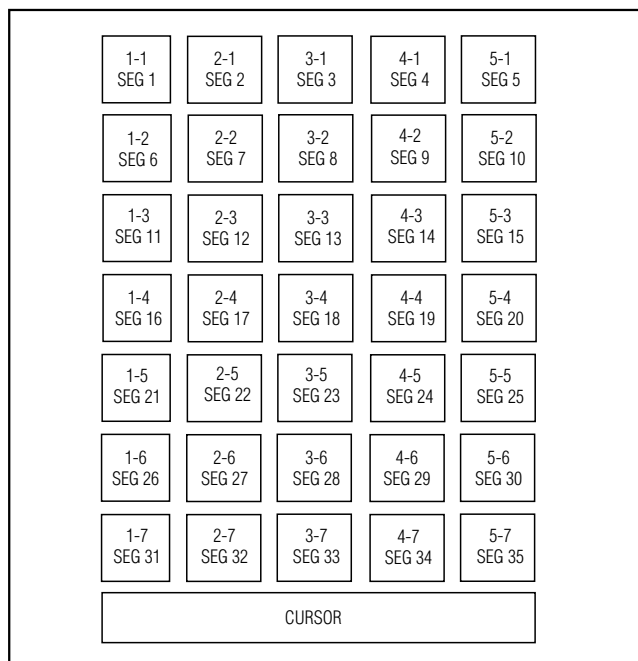 1-1 2-1 3-1 4-1 5-1
SEG 1 SEG 2 SEG 3 SEG 4 SEG 5
1-2 2-2 3-2 4-2 5-2
SEG 6 SEG 7 SEG 8 SEG 9 SEG 10
1-3 2-3 3-3 4-3 5-3
SEG 11 SEG 12 SEG 13 SEG 14 SEG 15
1-4 2-4 3-4 4-4 5-4
SEG 16 SEG 17 SEG 18 SEG 19 SEG 20
1-5 2-5 3-5 4-5 5-5
SEG 21 SEG 22 SEG 23 SEG 24 SEG 25
1-6 2-6 3-6 4-6 5-6
SEG 26 SEG 27 SEG 28 SEG 29 SEG 30
1-7 2-7 3-7 4-7 5-7
SEG 31 SEG 32 SEG 33 SEG 34 SEG 35
CURSOR